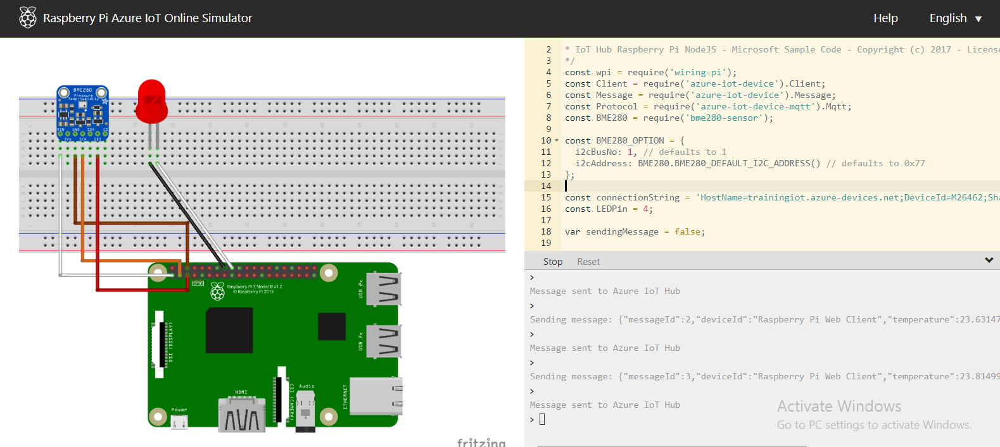 Raspberry Pi Azure IoT Online Simulator
Help
English ▼
BME280
Pressure
Temp+Humidity
VIN GND SDO CS
3Vo SCK SDI
GPIO
Raspberry Pi 3 Model B v1.2
© Raspberry Pi 2015
USB 2x
USB 2x
DSI (DISPLAY)
CSI (CAMERA)
Audio
ETHERNET
HDMI
Power
fritzing
2 * IoT Hub Raspberry Pi NodeJS - Microsoft Sample Code - Copyright (c) 2017 - License
3 */
4 const wpi = require('wiring-pi');
5 const Client = require('azure-iot-device').Client;
6 const Message = require('azure-iot-device').Message;
7 const Protocol = require('azure-iot-device-mqtt').Mqtt;
8 const BME280 = require('bme280-sensor');
9
10 const BME280_OPTION = {
11 i2cBusNo: 1, // defaults to 1
12 i2cAddress: BME280.BME280_DEFAULT_I2C_ADDRESS() // defaults to 0x77
13 };
14
15 const connectionString = 'HostName=trainingiot.azure-devices.net;DeviceId=M26462;Sha
16 const LEDPin = 4;
17
18 var sendingMessage = false;
19
Stop Reset
>
Message sent to Azure IoT Hub
>
Sending message: {"messageId":2,"deviceId":"Raspberry Pi Web Client","temperature":23.63147
>
Message sent to Azure IoT Hub
>
Sending message: {"messageId":3,"deviceId":"Raspberry Pi Web Client","temperature":23.81499
>
Message sent to Azure IoT Hub
>
Activate Windows
Go to PC settings to activate Windows.